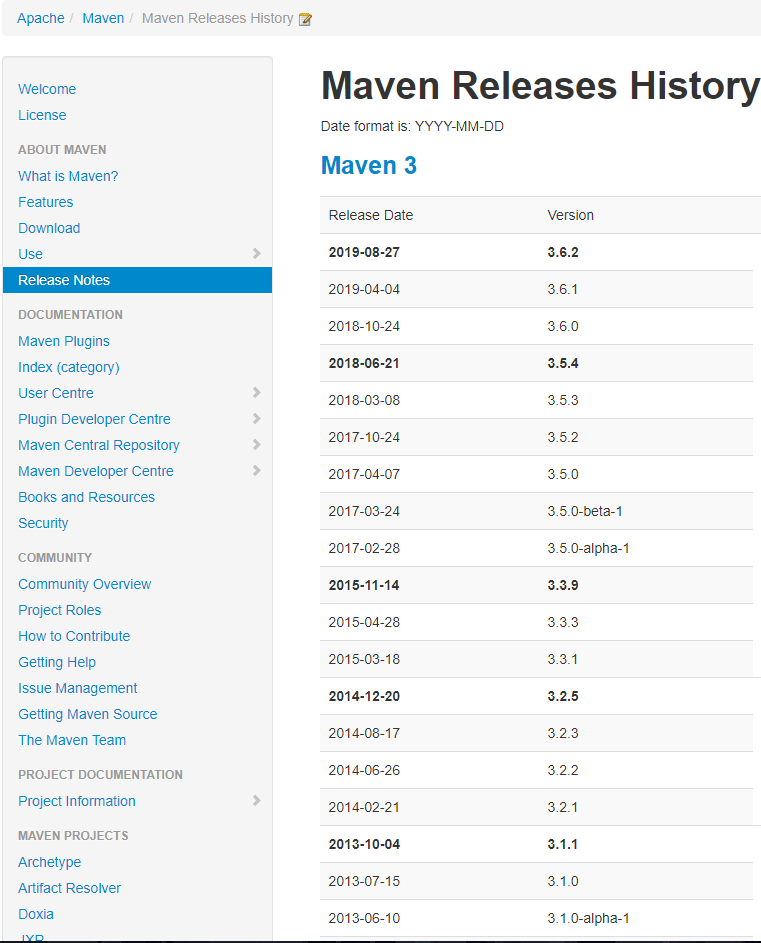 Apache / Maven / Maven Releases History
Welcome
License
ABOUT MAVEN
What is Maven?
Features
Download
Use
Release Notes
DOCUMENTATION
Maven Plugins
Index (category)
User Centre
Plugin Developer Centre
Maven Central Repository
Maven Developer Centre
Books and Resources
Security
COMMUNITY
Community Overview
Project Roles
How to Contribute
Getting Help
Issue Management
Getting Maven Source
The Maven Team
PROJECT DOCUMENTATION
Project Information
MAVEN PROJECTS
Archetype
Artifact Resolver
Doxia
JXR
Maven Releases History
Date format is: YYYY-MM-DD
Maven 3
Release Date Version
2019-08-27 3.6.2
2019-04-04 3.6.1
2018-10-24 3.6.0
2018-06-21 3.5.4
2018-03-08 3.5.3
2017-10-24 3.5.2
2017-04-07 3.5.0
2017-03-24 3.5.0-beta-1
2017-02-28 3.5.0-alpha-1
2015-11-14 3.3.9
2015-04-28 3.3.3
2015-03-18 3.3.1
2014-12-20 3.2.5
2014-08-17 3.2.3
2014-06-26 3.2.2
2014-02-21 3.2.1
2013-10-04 3.1.1
2013-07-15 3.1.0
2013-06-10 3.1.0-alpha-1